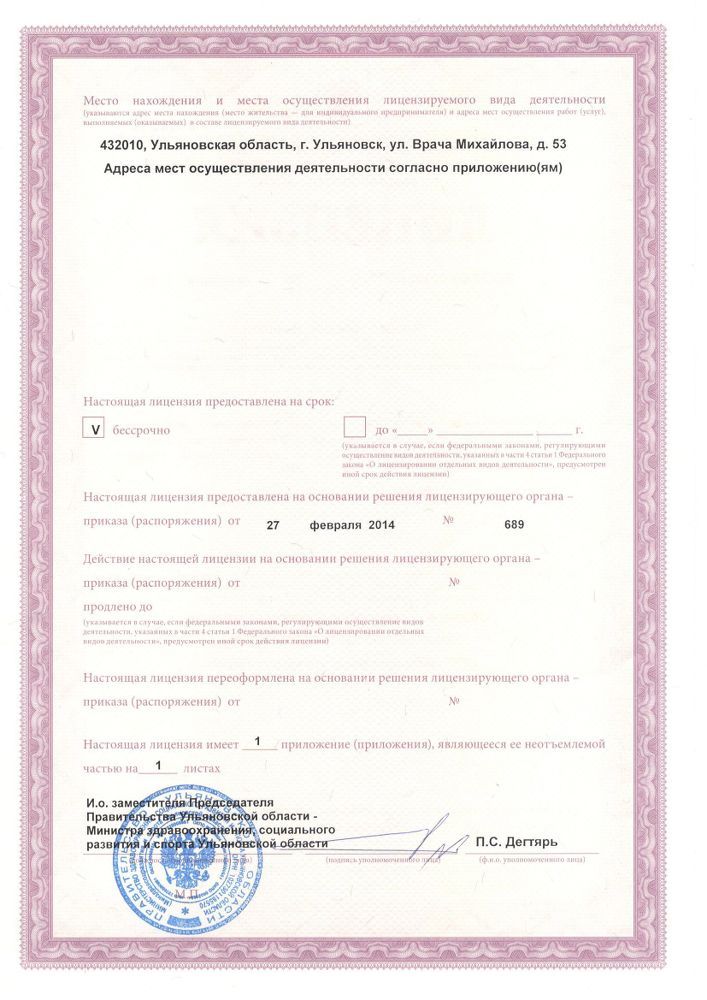 Место нахождения и места осуществления лицензируемого вида деятельности
(указываются адрес места нахождения (место жительства — для индивидуального предпринимателя) и адреса мест осуществления работ (услуг),
выполняемых (оказываемых) в составе лицензируемого вида деятельности)
432010, Ульяновская область, г. Ульяновск, ул. Врача Михайлова, д. 53
Адреса мест осуществления деятельности согласно приложению(ям)
Настоящая лицензия предоставлена на срок:
V бессрочно до «_____» ________________ ______ г.
(указывается в случае, если федеральными законами, регулирующими
осуществление видов деятельности, указанных в части 4 статьи 1 Федерального
закона «О лицензировании отдельных видов деятельности», предусмотрен
иной срок действия лицензии)
Настоящая лицензия предоставлена на основании решения лицензирующего органа –
приказа (распоряжения) от 27 февраля 2014 № 689
Действие настоящей лицензии на основании решения лицензирующего органа –
приказа (распоряжения) от №
продлено до
(указывается в случае, если федеральными законами, регулирующими осуществление видов
деятельности, указанных в части 4 статьи 1 Федерального закона «О лицензировании отдельных
видов деятельности», предусмотрен иной срок действия лицензии)
Настоящая лицензия переоформлена на основании решения лицензирующего органа –
приказа (распоряжения) от №
Настоящая лицензия имеет 1 приложение (приложения), являющееся ее неотъемлемой
частью на 1 листах
И.о. заместителя Председателя
Правительства Ульяновской области -
Министра здравоохранения, социального
развития и спорта Ульяновской области П.С. Дегтярь
(подпись уполномоченного лица) (ф.и.о. уполномоченного лица)
М.П.
ПРАВИТЕЛЬСТВО УЛЬЯНОВСКОЙ ОБЛАСТИ